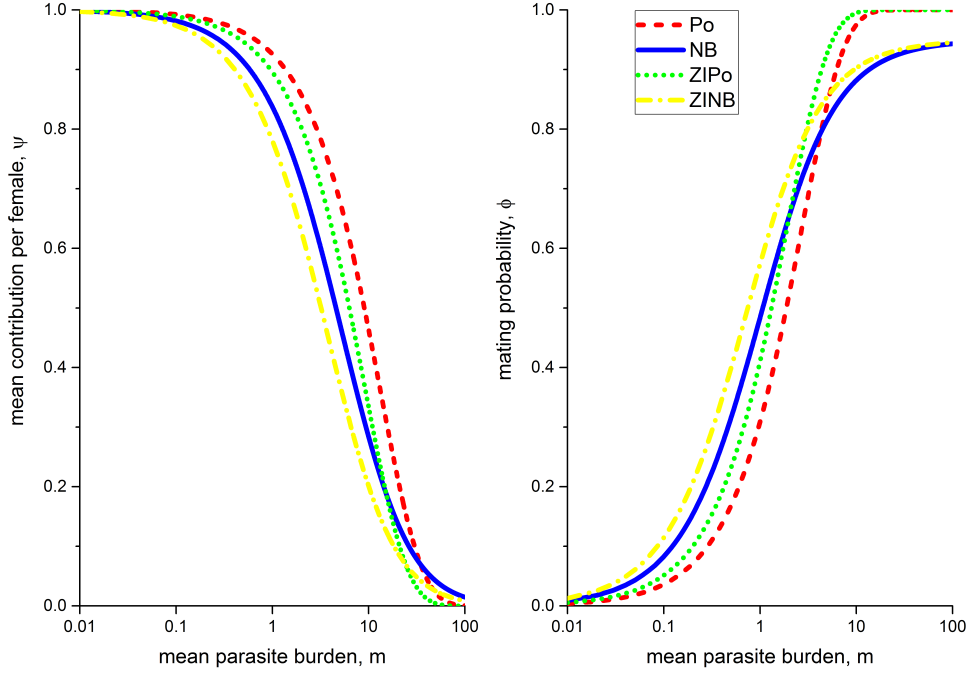 1.0
0.8
0.6
0.4
0.2
0.0
mean contribution per female, ψ
0.01 0.1 1 10 100
mean parasite burden, m
1.0
0.8
0.6
0.4
0.2
0.0
mating probability, ϕ
0.01 0.1 1 10 100
mean parasite burden, m
Po
NB
ZIPo
ZINB